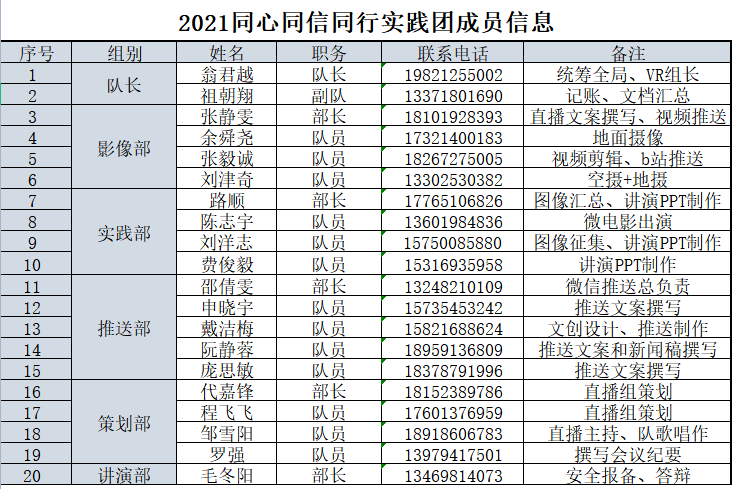 2021同心同信同行实践团成员信息
序号 组别 姓名 职务 联系电话 备注
1 队长 翁君越 队长 19821255002 统筹全局、VR组长
2 祖朝翔 副队 13371801690 记账、文档汇总
3 影像部 张静雯 部长 18101928393 直播文案撰写、视频推送
4 余舜尧 队员 17321400183 地面摄像
5 张毅诚 队员 18267275005 视频剪辑、b站推送
6 刘津奇 队员 13302530382 空摄+地摄
7 实践部 路顺 部长 17765106826 图像汇总、讲演PPT制作
8 陈志宇 队员 13601984836 微电影出演
9 刘洋志 队员 15750085880 图像征集、讲演PPT制作
10 费俊毅 队员 15316935958 讲演PPT制作
11 推送部 邵倩雯 部长 13248210109 微信推送总负责
12 申晓宇 队员 15735453242 推送文案撰写
13 戴洁梅 队员 15821688624 文创设计、推送制作
14 阮静蓉 队员 18959136809 推送文案和新闻稿撰写
15 庞思敏 队员 18378791996 推送文案撰写
16 策划部 代嘉锋 部长 18152389786 直播组策划
17 程飞飞 队员 17601376959 直播组策划
18 邹雪阳 队员 18918606783 直播主持、队歌唱作
19 罗强 队员 13979417501 撰写会议纪要
20 讲演部 毛冬阳 部长 13469814073 安全报备、答辩